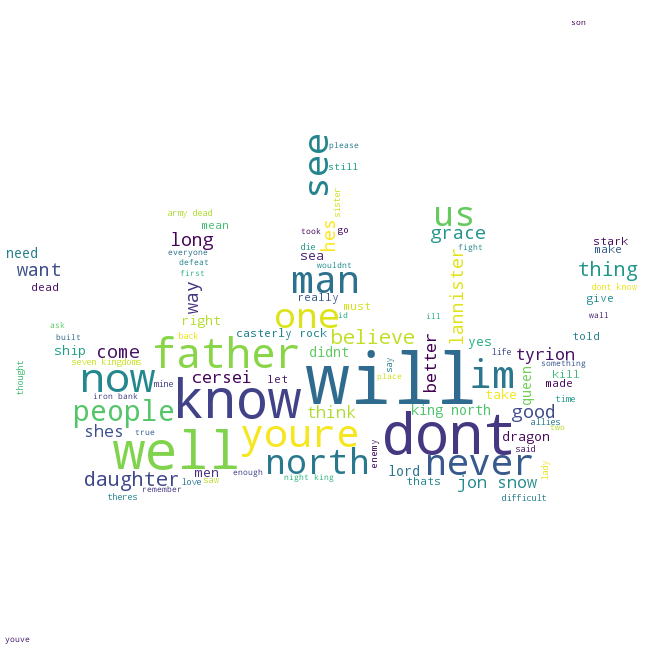 son
see
please
still
army dead
sister
us
mean
hes
took
go
grace
long
stark
need
everyone
die
sea
fight
make
defeat
wouldnt
want
first
man
lannister
thing
dead
way
really
dont know
give
one
id
must
ill
wall
ask
right
back
casterly rock
believe
yes
told
built
father
didnt
better
life
something
ship
come
say
tyrion
seven kingdoms
now
cersei
let
will
place
im
queen
kill
thought
mine
know
made
iron bank
take
time
people
think
king north
good
allies
well
youre
dont
shes
true
two
north
enemy
dragon
said
men
enough
lord
never
lady
daughter
love
saw
night king
thats
jon snow
remember
theres
difficult
youve